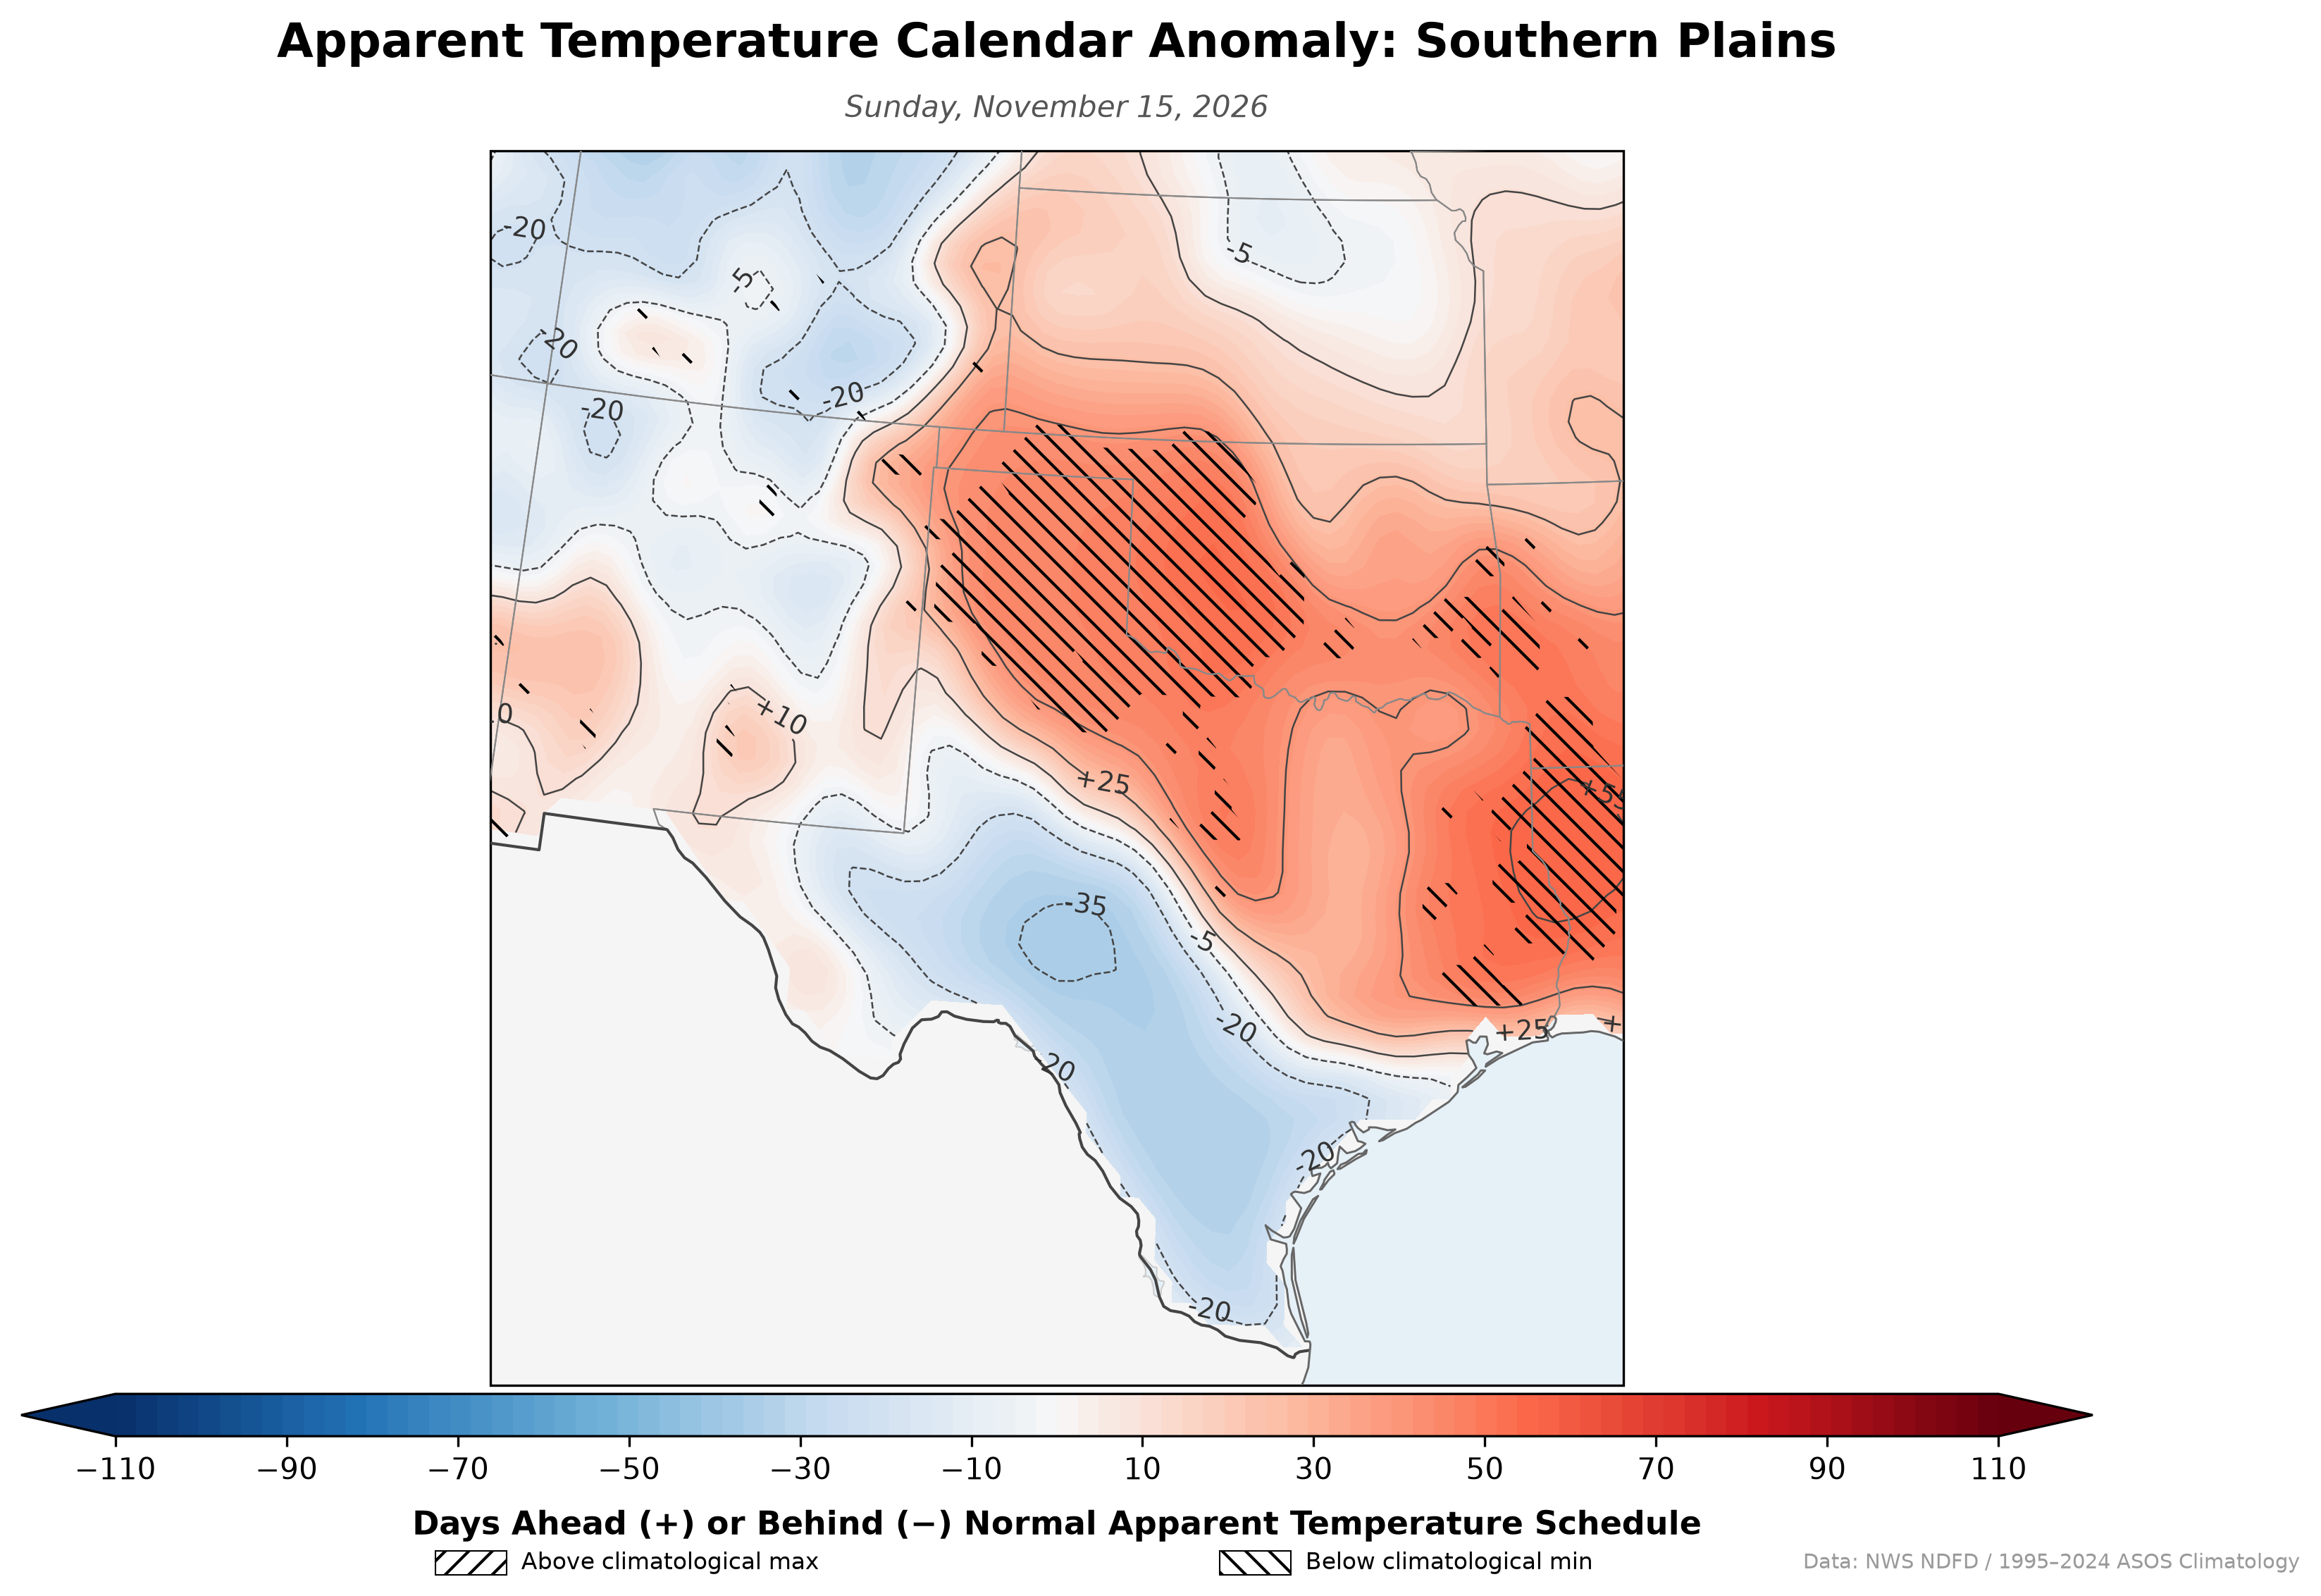 Apparent Temperature Calendar Anomaly: Southern Plains
Sunday, November 15, 2026
-20
-5
-5
-20
-20
-20
+10
+25
+55
-35
-5
-20
+25
+
-20
-20
-20
−110 −90 −70 −50 −30 −10 10 30 50 70 90 110
Days Ahead (+) or Behind (−) Normal Apparent Temperature Schedule
Above climatological max
Below climatological min
Data: NWS NDFD / 1995–2024 ASOS Climatology